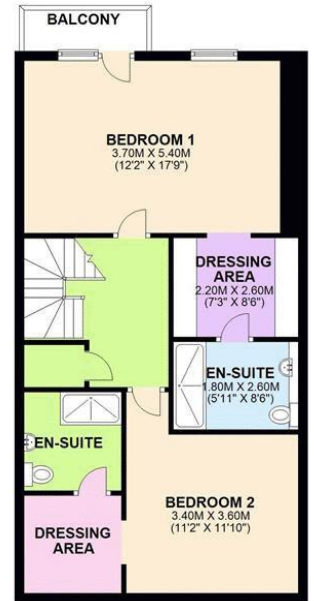 BALCONY
BEDROOM 1
3.70M X 5.40M
(12'2" X 17'9")
DRESSING
AREA
2.20M X 2.60M
(7'3" X 8'6")
EN-SUITE
1.80M X 2.60M
(5'11" X 8'6")
EN-SUITE
BEDROOM 2
3.40M X 3.60M
(11'2" X 11'10")
DRESSING
AREA